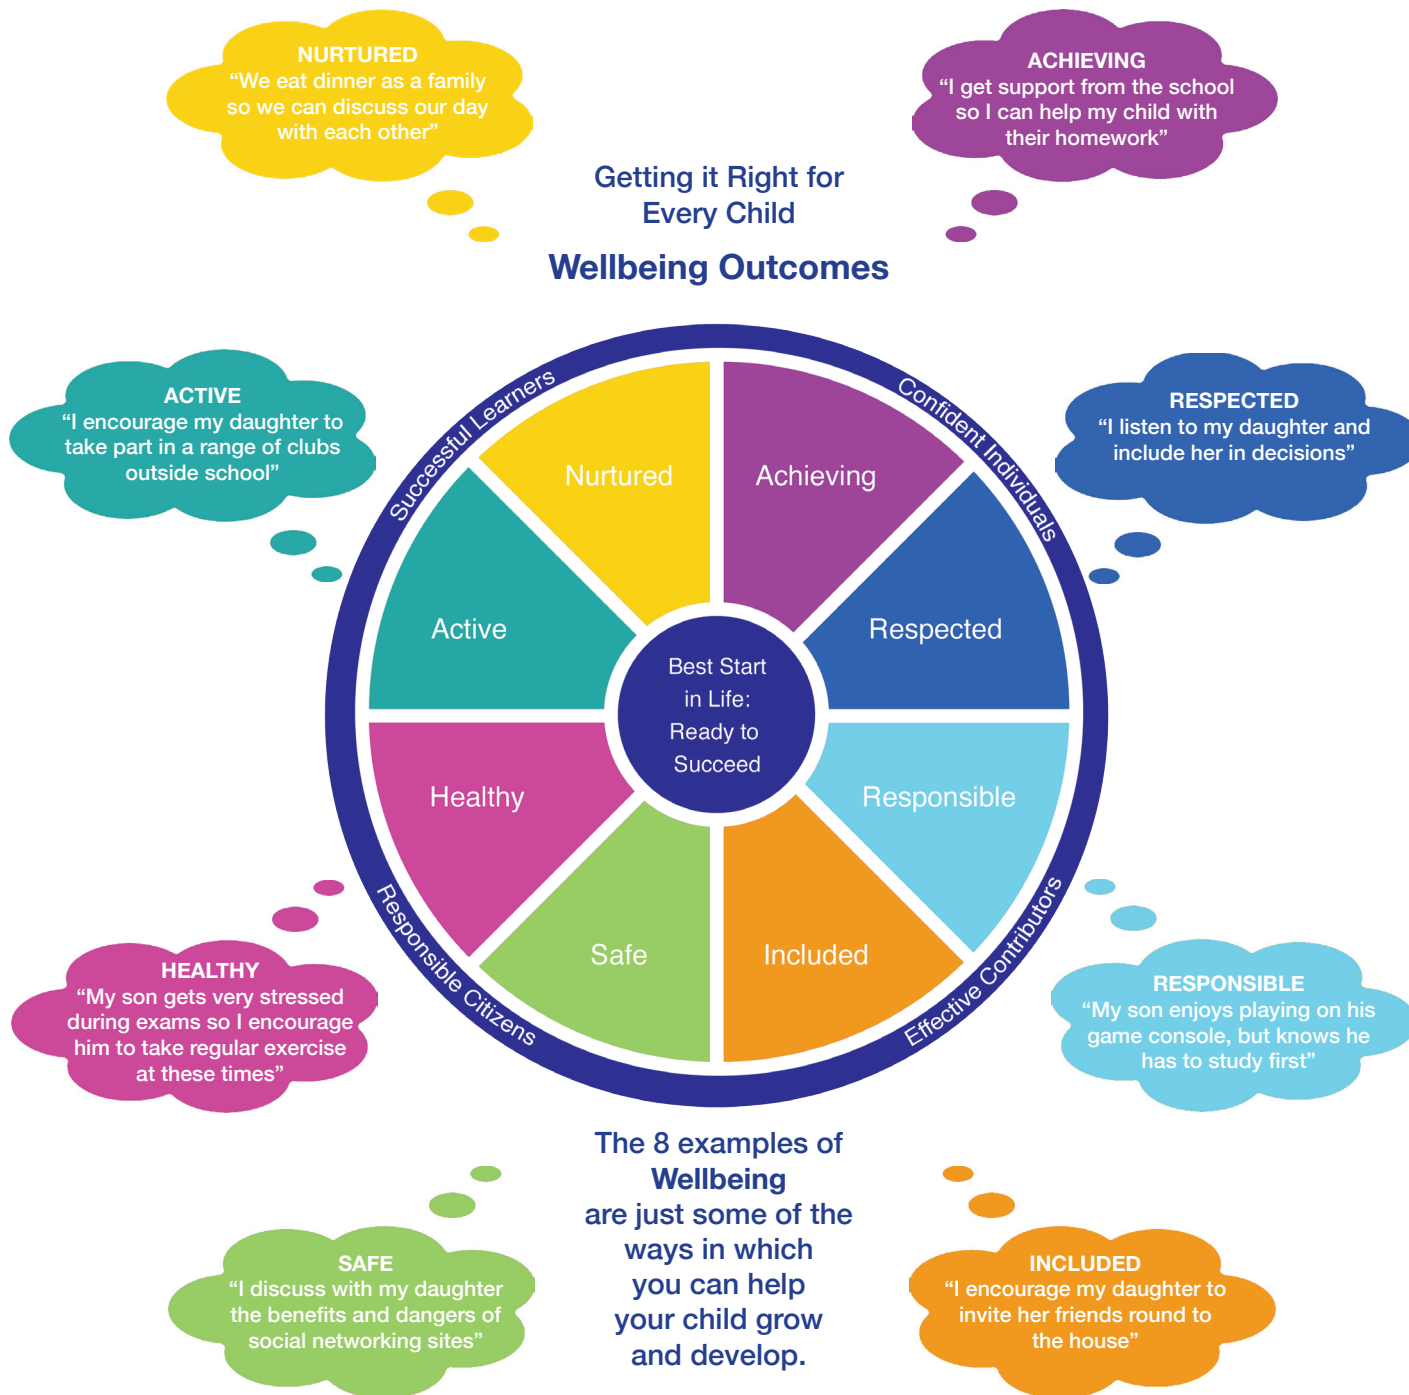 NURTURED
“We eat dinner as a family
so we can discuss our day
with each other”
ACHIEVING
“I get support from the school
so I can help my child with
their homework”
Getting it Right for
Every Child
Wellbeing Outcomes
ACTIVE
“I encourage my daughter to
take part in a range of clubs
outside school”
RESPECTED
“I listen to my daughter and
include her in decisions”
Successful Learners
Confident Individuals
Nurtured
Achieving
Active
Respected
Best Start
in Life:
Ready to
Succeed
Healthy
Responsible
Safe
Included
Responsible Citizens
Effective Contributors
HEALTHY
“My son gets very stressed
during exams so I encourage
him to take regular exercise
at these times”
RESPONSIBLE
“My son enjoys playing on his
game console, but knows he
has to study first”
The 8 examples of
Wellbeing
are just some of the
ways in which
you can help
your child grow
and develop.
SAFE
“I discuss with my daughter
the benefits and dangers of
social networking sites”
INCLUDED
“I encourage my daughter to
invite her friends round to
the house”